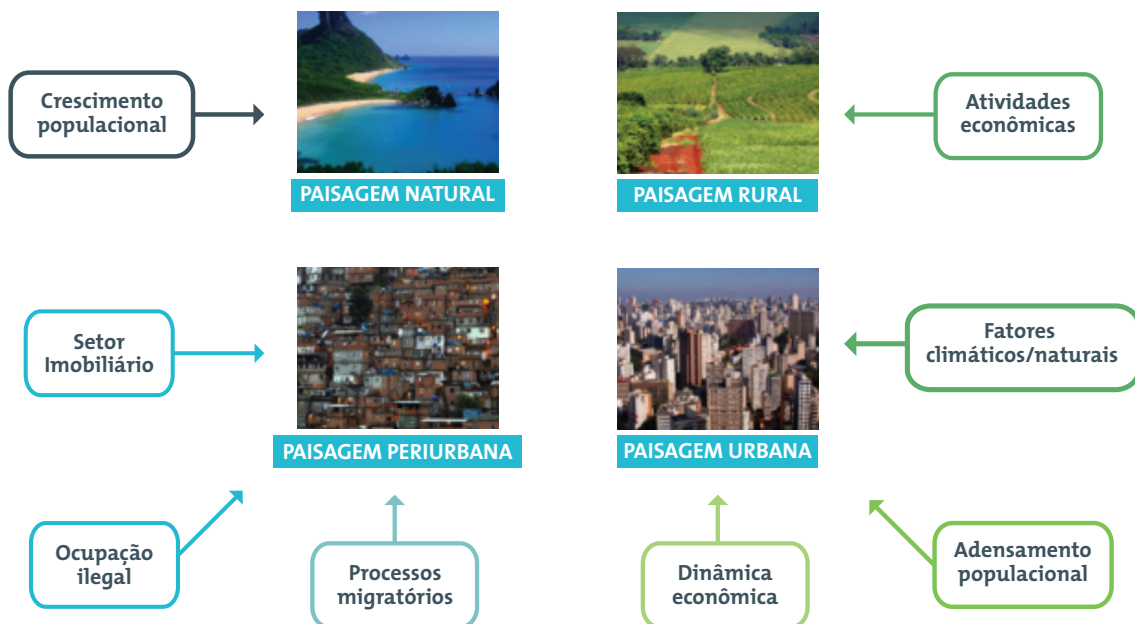 Crescimento
populacional
PAISAGEM NATURAL
PAISAGEM RURAL
Atividades
econômicas
Setor
Imobiliário
PAISAGEM PERIURBANA
PAISAGEM URBANA
Fatores
climáticos/naturais
Ocupação
ilegal
Processos
migratórios
Dinâmica
econômica
Adensamento
populacional